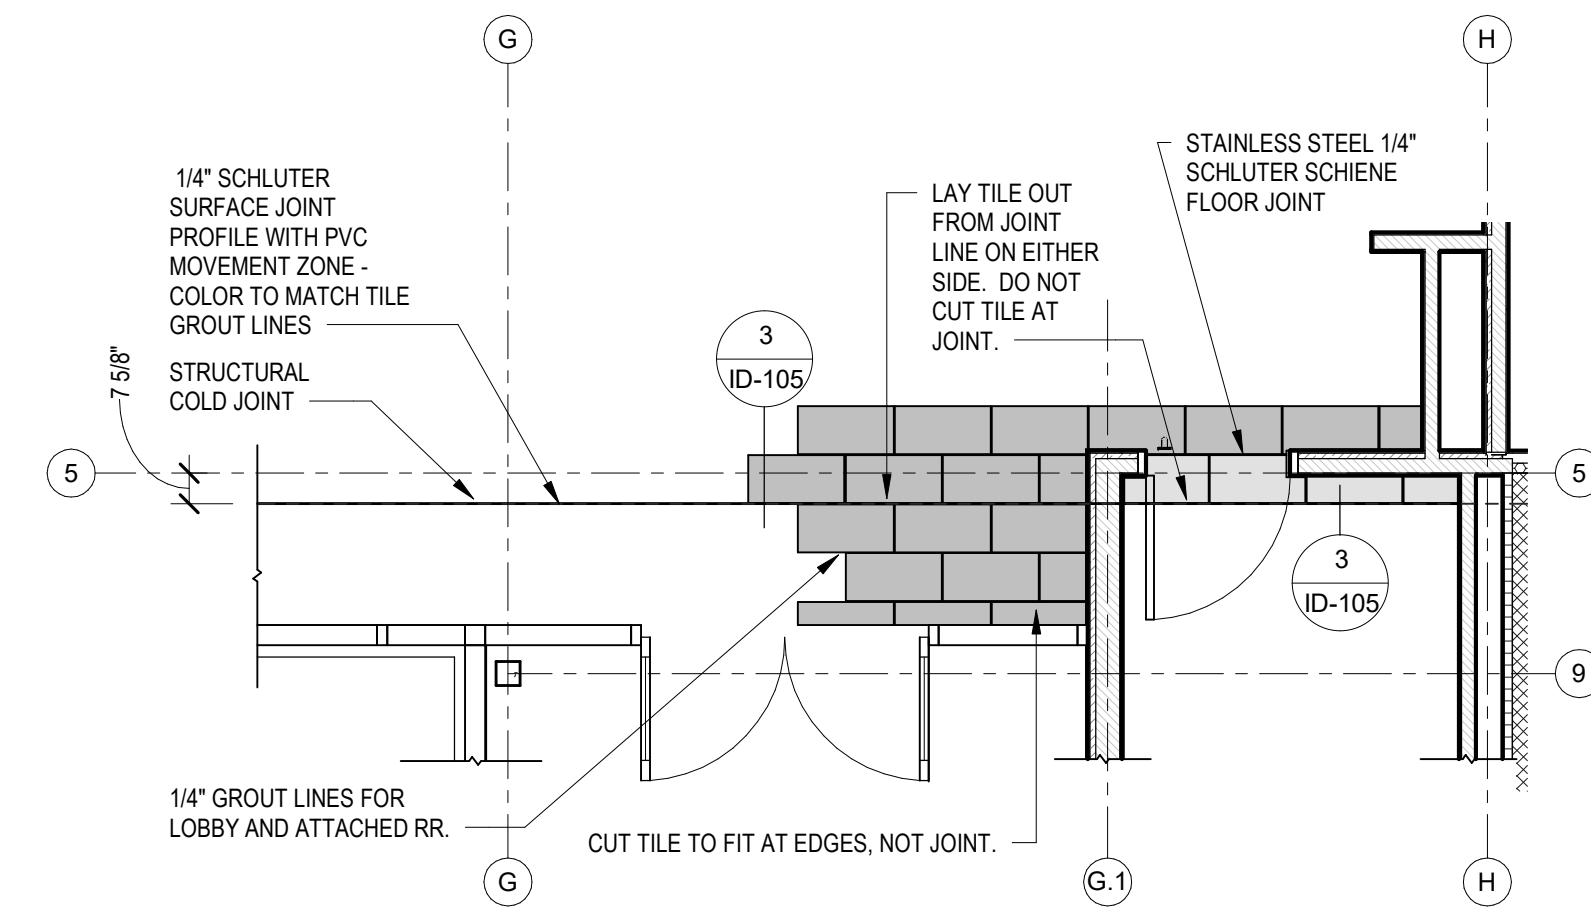 G
H
1/4" SCHLUTER
SURFACE JOINT
PROFILE WITH PVC
MOVEMENT ZONE -
COLOR TO MATCH TILE
GROUT LINES
STRUCTURAL
COLD JOINT
7 5/8"
LAY TILE OUT
FROM JOINT
LINE ON EITHER
SIDE. DO NOT
CUT TILE AT
JOINT.
STAINLESS STEEL 1/4"
SCHLUTER SCHIENE
FLOOR JOINT
3
ID-105
5
5
3
ID-105
9
1/4" GROUT LINES FOR
LOBBY AND ATTACHED RR.
CUT TILE TO FIT AT EDGES, NOT JOINT.
G
G.1
H